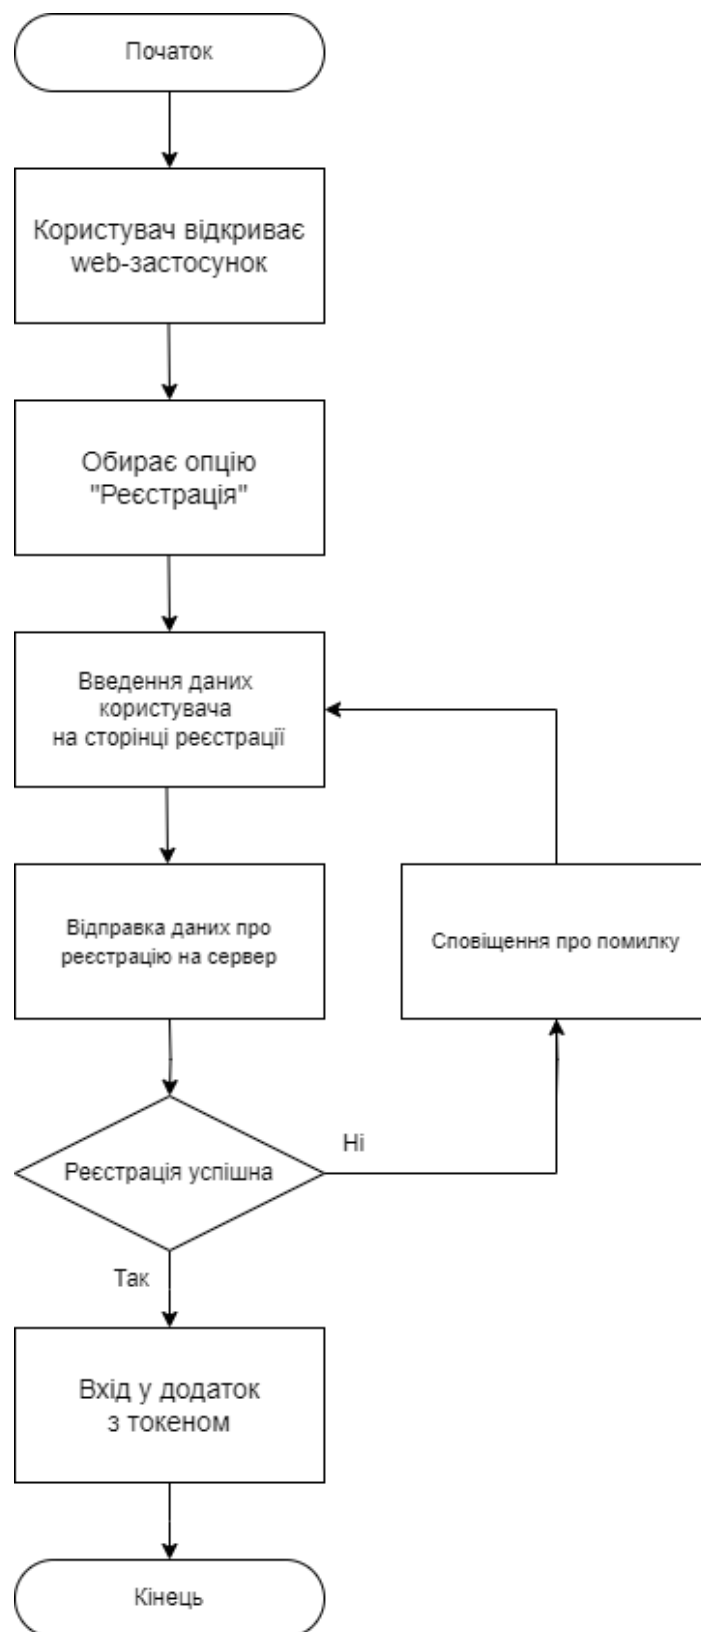 Початок
Користувач відкриває
web-застосунок
Обирає опцію
"Реєстрація"
Введення даних
користувача
на сторінці реєстрації
Відправка даних про
реєстрацію на сервер
Сповіщення про помилку
Реєстрація успішна
Ні
Так
Вхід у додаток
з токеном
Кінець